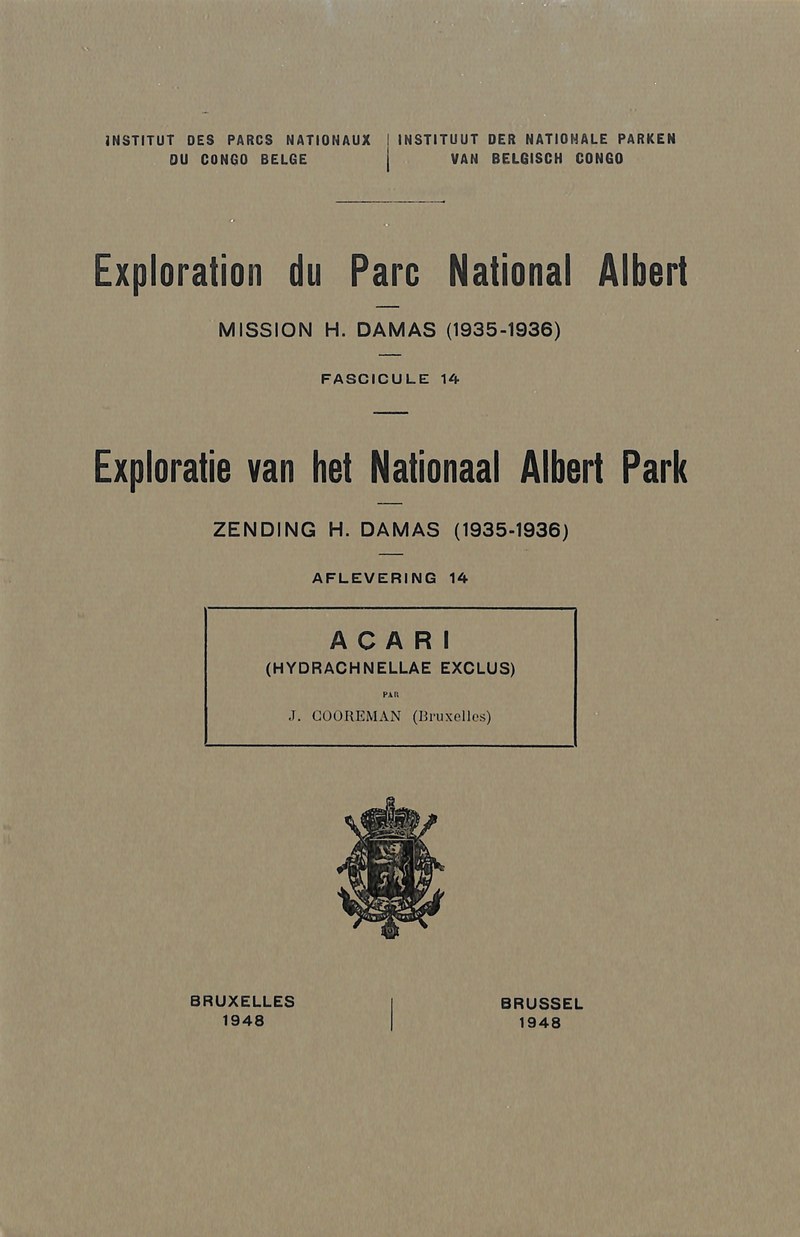 INSTITUT DES PARCS NATIONAUX
DU CONGO BELGE
INSTITUUT DER NATIONALE PARKEN
VAN BELGISCH CONGO
Exploration du Parc National Albert
MISSION H. DAMAS (1935-1936)
FASCICULE 14
Exploratie van het Nationaal Albert Park
ZENDING H. DAMAS (1935-1936)
AFLEVERING 14
ACARI
(HYDRACHNELLAE EXCLUS)
PAR
J. COOREMAN (Bruxelles)
BRUXELLES
1948
BRUSSEL
1948